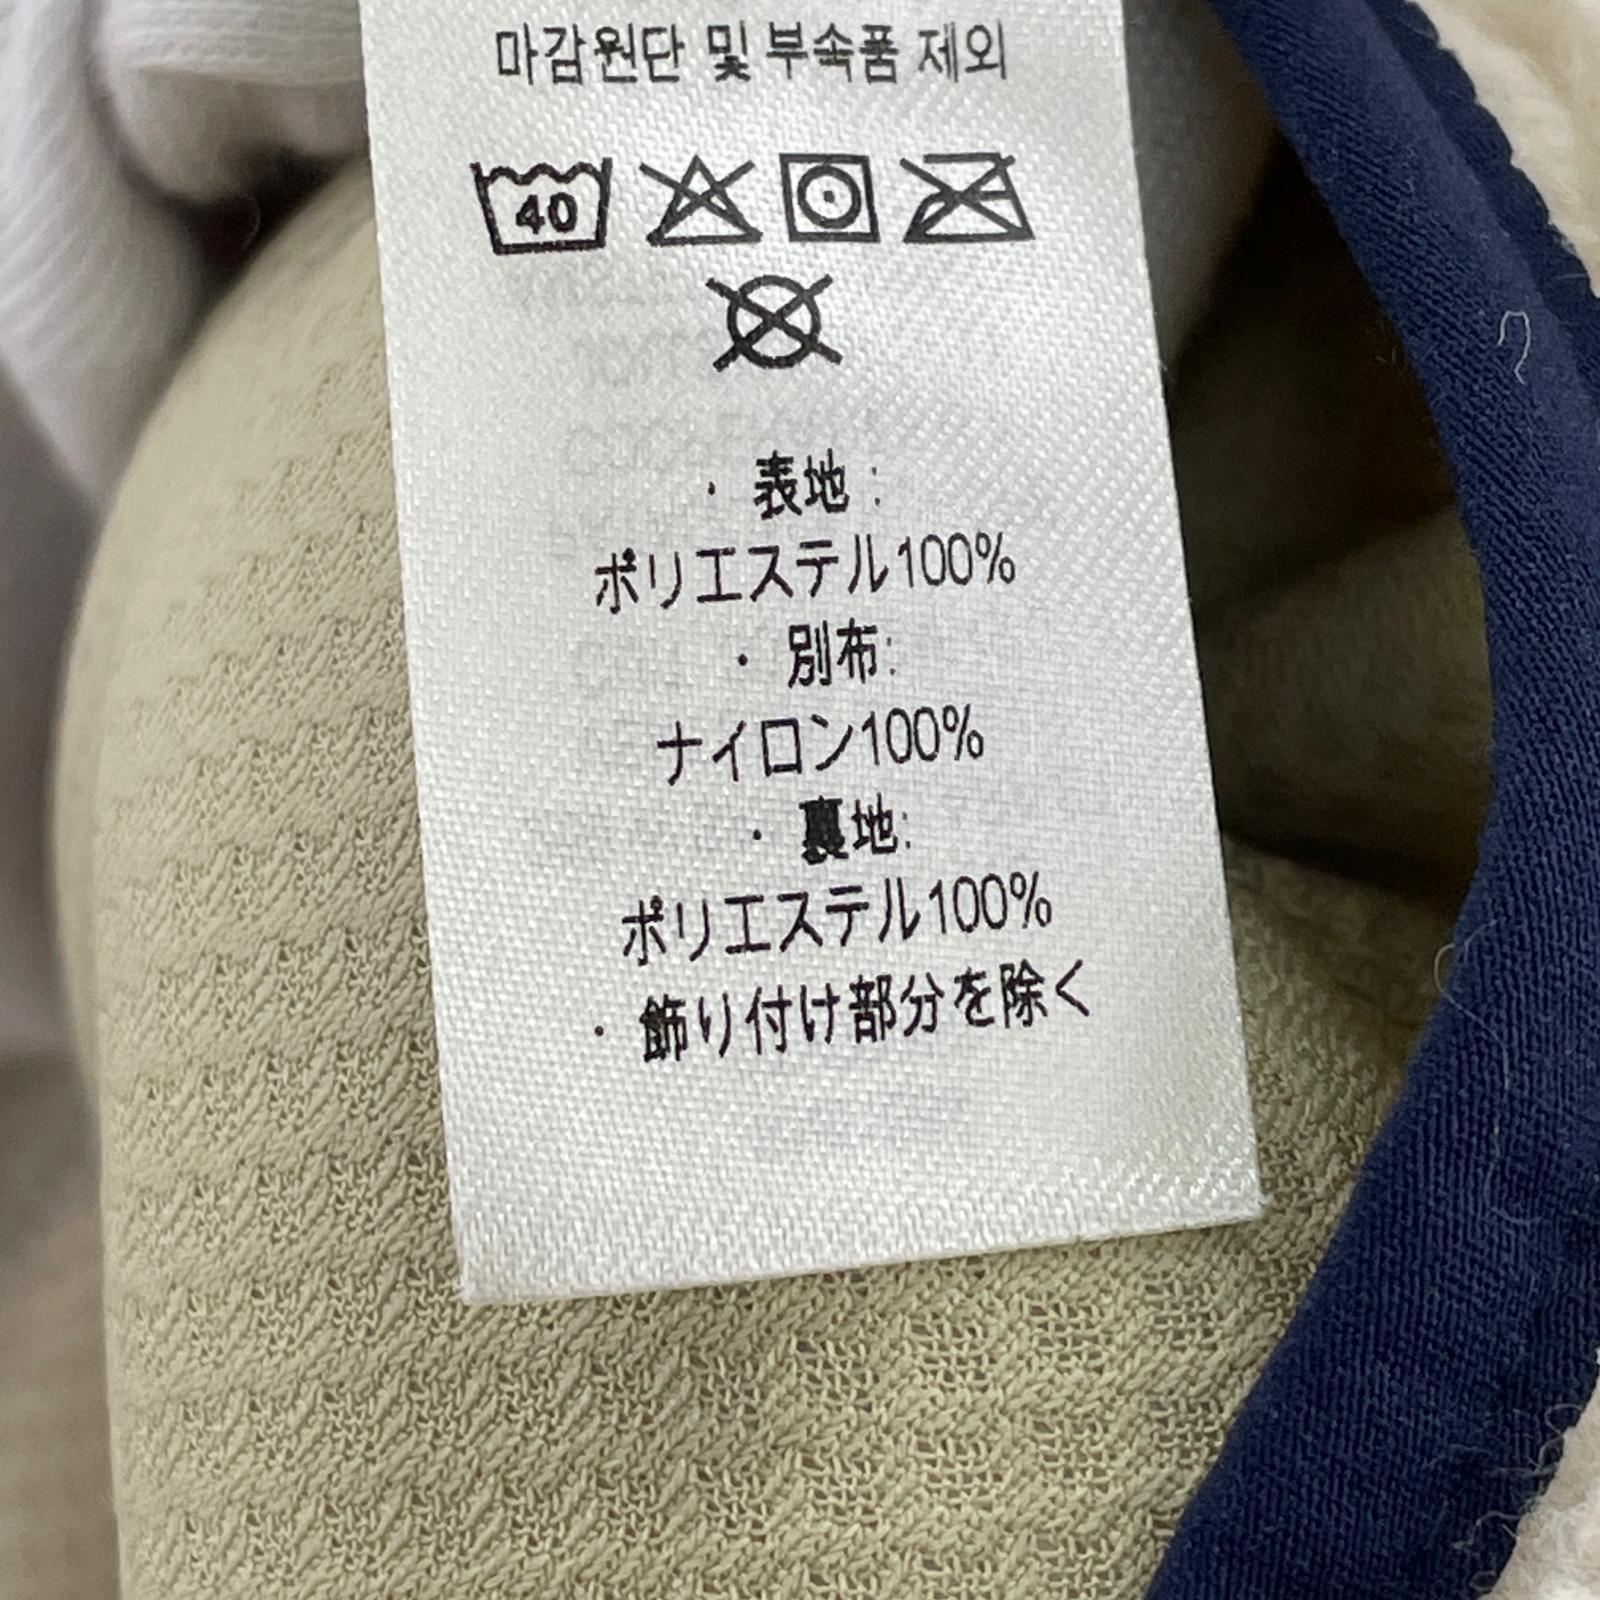 마감원단 및 부속품 제외
40
· 表地 :
ポリエステル100%
· 別布:
ナイロン100%
· 裏地:
ポリエステル100%
· 飾り付け部分を除く